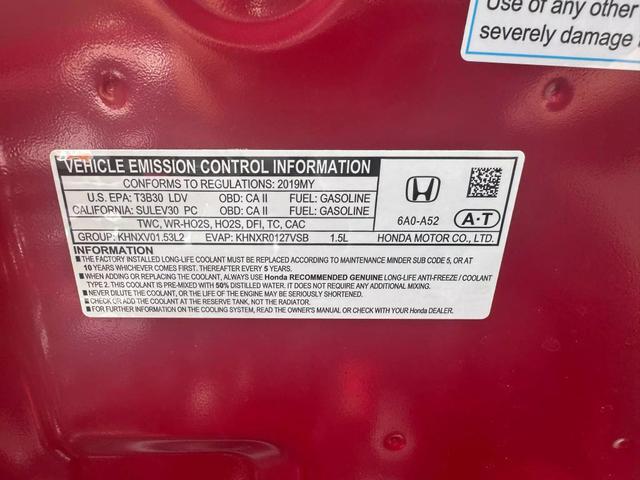 Use of any other
severely damage
VEHICLE EMISSION CONTROL INFORMATION
CONFORMS TO REGULATIONS: 2019MY
U.S. EPA: T3B30 LDV OBD: CA II FUEL: GASOLINE
CALIFORNIA: SULEV30 PC OBD: CA II FUEL: GASOLINE
TWC, WR-HO2S, HO2S, DFI, TC, CAC
GROUP: KHNXV01.53L2 EVAP: KHNXR0127VSB 1.5L
6A0-A52 A·T
HONDA MOTOR CO., LTD.
INFORMATION
■ THE FACTORY INSTALLED LONG-LIFE COOLANT MUST BE REPLACED ACCORDING TO MAINTENANCE MINDER SUB CODE 5, OR AT
10 YEARS WHICHEVER COMES FIRST. THEREAFTER EVERY 5 YEARS.
■ WHEN ADDING OR REPLACING THE COOLANT, ALWAYS USE Honda RECOMMENDED GENUINE LONG-LIFE ANTI-FREEZE / COOLANT
TYPE 2. THIS IS PRE-MIXED WITH 50% DISTILLED WATER. IT DOES NOT REQUIRE ANY ADDITIONAL MIXING.
■ NEVER DILUTE THE COOLANT, OR THE LIFE OF THE ENGINE MAY BE SERIOUSLY SHORTENED.
■ CHECK/ADD COOLANT AT THE RESERVE TANK, NOT THE RADIATOR.
■ FOR FURTHER INFORMATION ON THE COOLING SYSTEM, READ THE OWNER'S MANUAL OR CHECK WITH YOUR Honda DEALER.